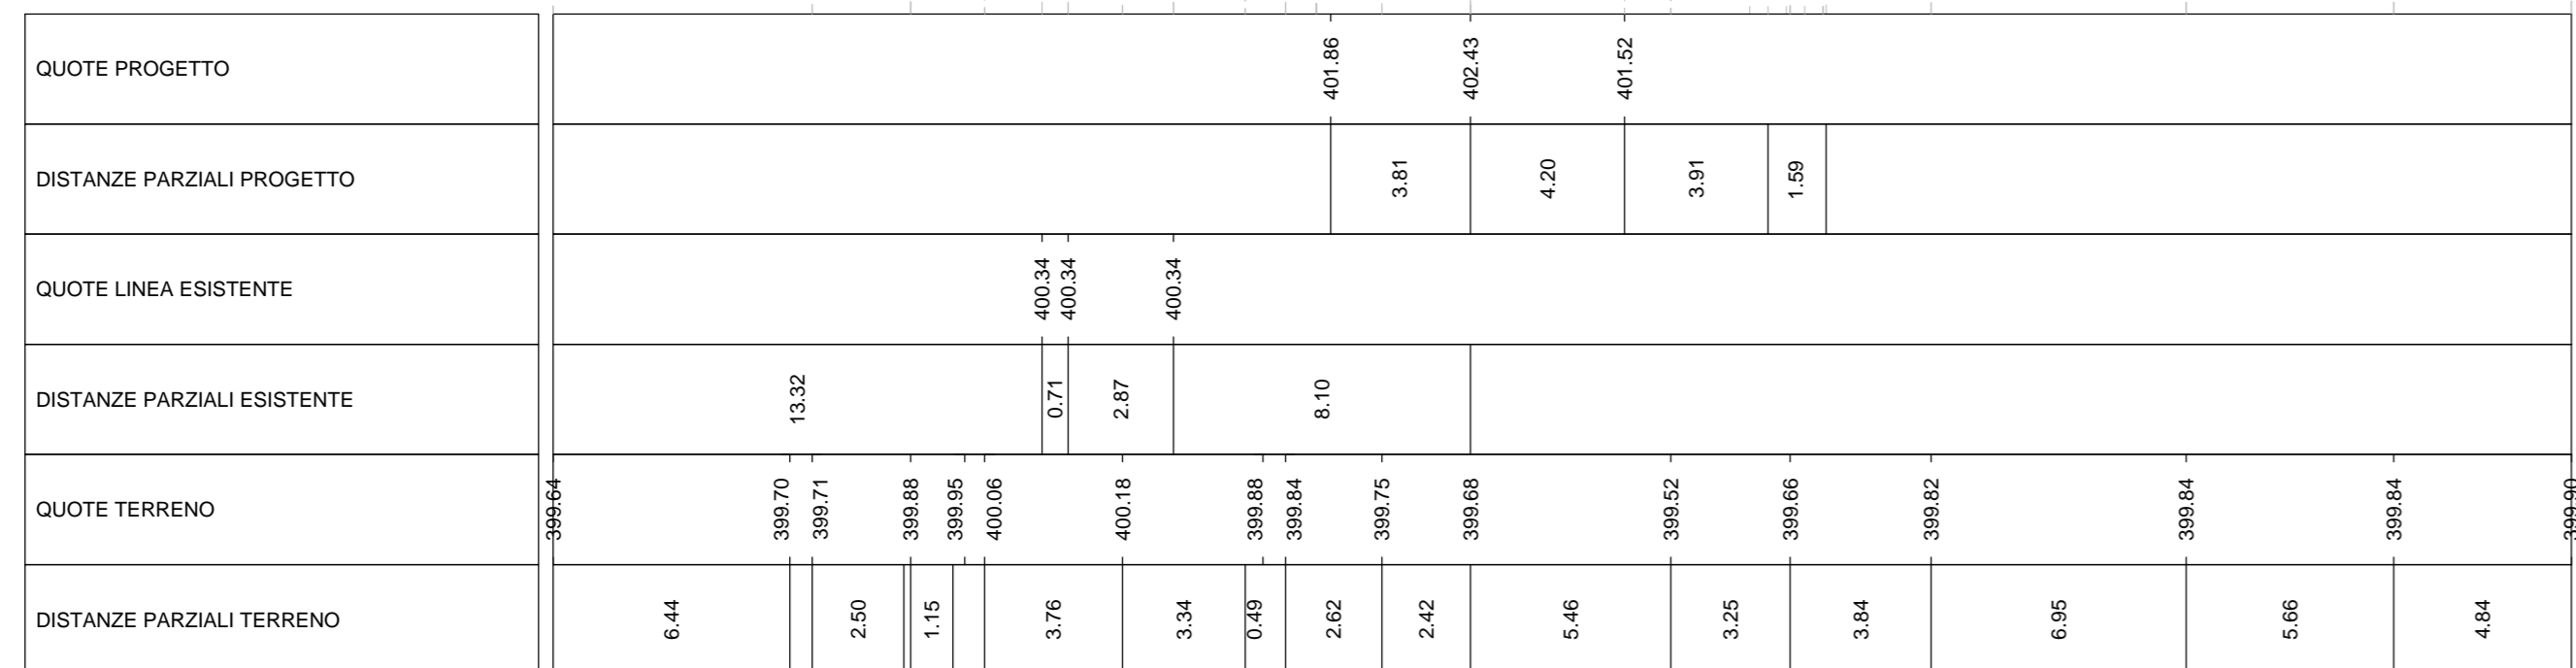 QUOTE PROGETTO
401.86 402.43 401.52
DISTANZE PARZIALI PROGETTO
3.81 4.20 3.91 1.59
QUOTE LINEA ESISTENTE
400.34 400.34 400.34
DISTANZE PARZIALI ESISTENTE
13.32 0.71 2.87 8.10
QUOTE TERRENO
399.64 399.70 399.71 399.88 399.95 400.06 400.18 399.88 399.84 399.75 399.68 399.52 399.66 399.82 399.84 399.84 399.90
DISTANZE PARZIALI TERRENO
6.44 2.50 1.15 3.76 3.34 0.49 2.62 2.42 5.46 3.25 3.84 6.95 5.66 4.84